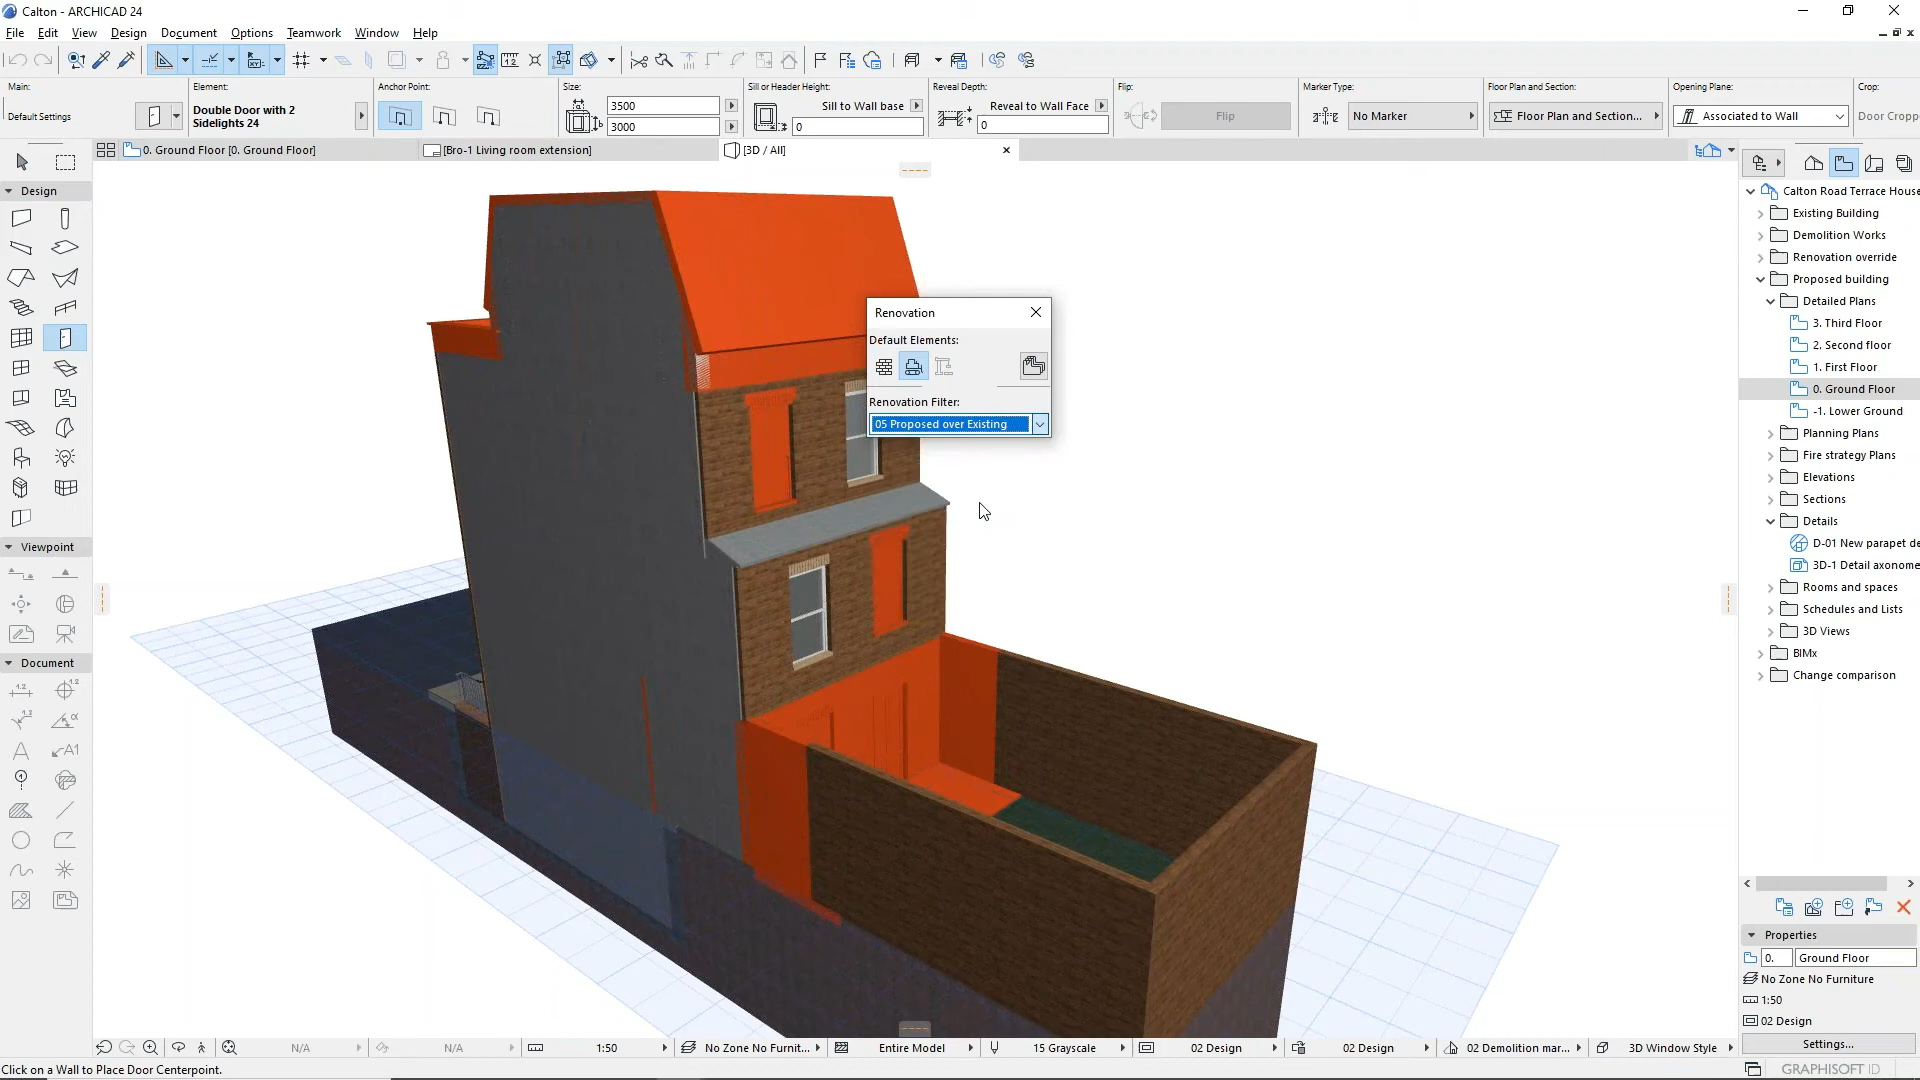 Calton - ARCHICAD 24
File Edit View Design Document Options Teamwork Window Help
Main: Element: Anchor Point: Size: Sill or Header Height: Reveal Depth: Flip: Marker Type: Floor Plan and Section: Opening Plane: Crop:
Default Settings
Double Door with 2
Sidelights 24
3500
3000
Sill to Wall base
0
Reveal to Wall Face
0
Flip
No Marker
Floor Plan and Section...
Associated to Wall
Door Cropp
0. Ground Floor [0. Ground Floor]
[Bro-1 Living room extension]
[3D / All]
Design
Viewpoint
Document
Renovation
Default Elements:
Renovation Filter:
05 Proposed over Existing
Calton Road Terrace House
Existing Building
Demolition Works
Renovation override
Proposed building
Detailed Plans
3. Third Floor
2. Second floor
1. First Floor
0. Ground Floor
-1. Lower Ground
Planning Plans
Fire strategy Plans
Elevations
Sections
Details
D-01 New parapet de
3D-1 Detail axonome
Rooms and spaces
Schedules and Lists
3D Views
BIMx
Change comparison
Properties
0. Ground Floor
No Zone No Furniture
1:50
02 Design
Settings...
N/A N/A 1:50 No Zone No Furnit... Entire Model 15 Grayscale 02 Design 02 Design 02 Demolition mar... 3D Window Style
Click on a Wall to Place Door Centerpoint.
GRAPHISOFT ID